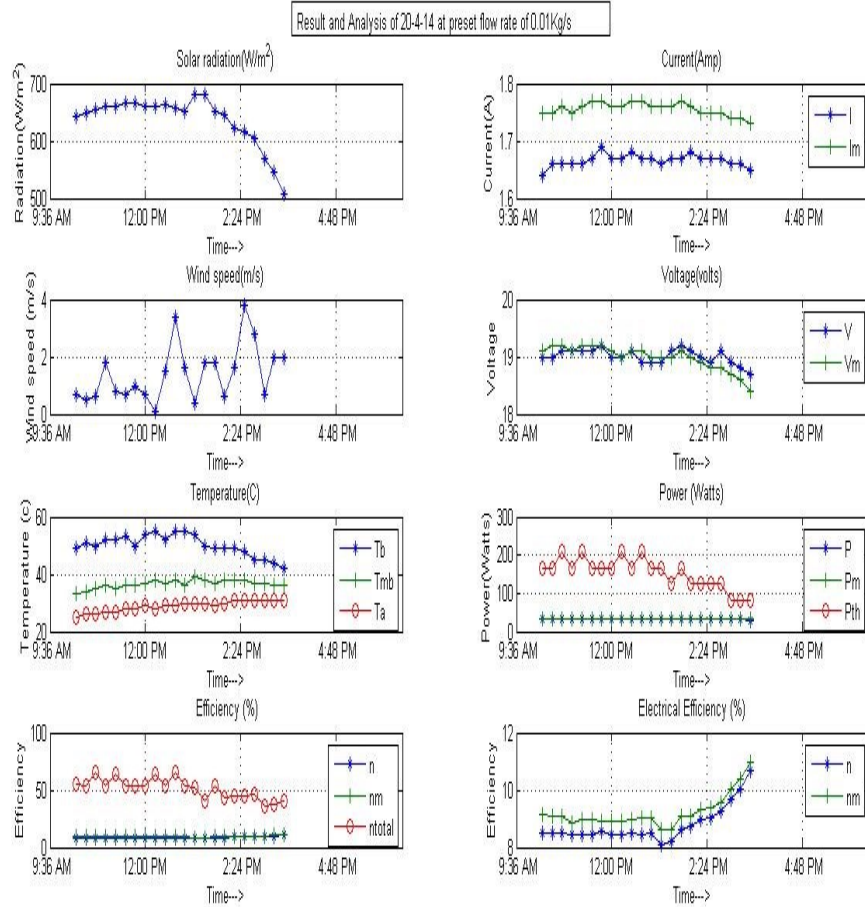 Result and Analysis of 20-4-14 at preset flow rate of 0.01Kg/s
Solar radiation(W/m²)
Radiation(W/m²)
700
600
500
9:36 AM 12:00 PM 2:24 PM 4:48 PM
Time--->
Current(Amp)
Current(A)
1.8
1.7
1.6
I
Im
9:36 AM 12:00 PM 2:24 PM 4:48 PM
Time--->
Wind speed(m/s)
Wind speed (m/s)
4
2
0
9:36 AM 12:00 PM 2:24 PM 4:48 PM
Time--->
Voltage(volts)
Voltage
20
19
18
V
Vm
9:36 AM 12:00 PM 2:24 PM 4:48 PM
Time--->
Temperature(C)
Temperature (c)
60
40
20
Tb
Tmb
Ta
9:36 AM 12:00 PM 2:24 PM 4:48 PM
Time--->
Power (Watts)
Power(Watts)
300
200
100
0
P
Pm
Pth
9:36 AM 12:00 PM 2:24 PM 4:48 PM
Time--->
Efficiency (%)
Efficiency
100
50
0
n
nm
ntotal
9:36 AM 12:00 PM 2:24 PM 4:48 PM
Time--->
Electrical Efficiency (%)
Efficiency
12
10
8
n
nm
9:36 AM 12:00 PM 2:24 PM 4:48 PM
Time--->